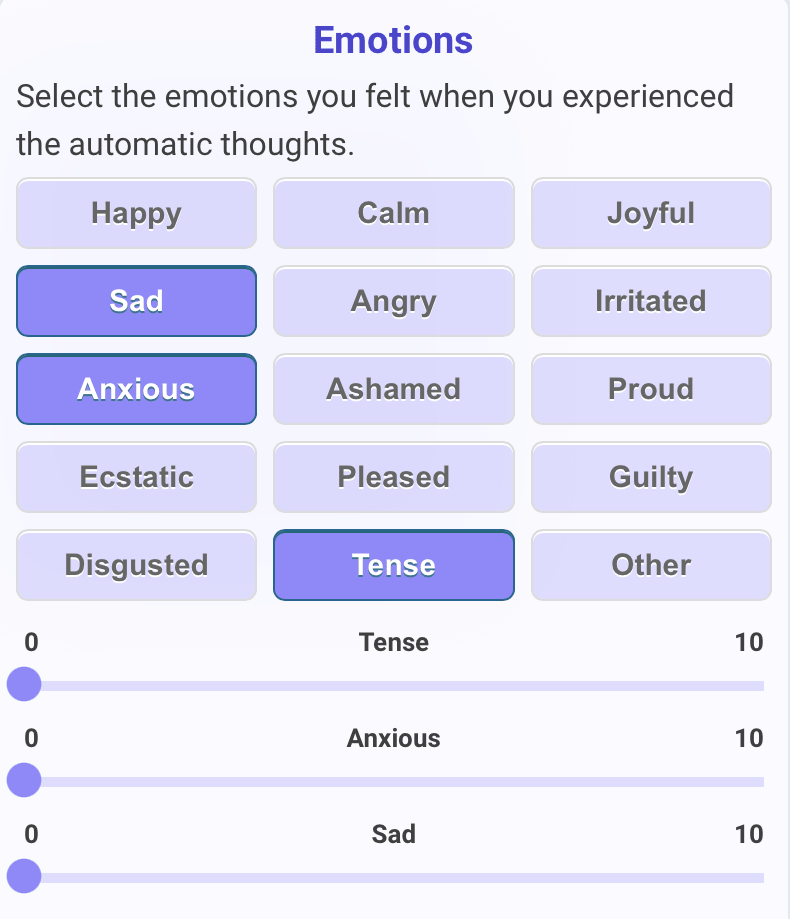 Emotions
Select the emotions you felt when you experienced
the automatic thoughts.
Happy Calm Joyful
Sad Angry Irritated
Anxious Ashamed Proud
Ecstatic Pleased Guilty
Disgusted Tense Other
0 Tense 10
0 Anxious 10
0 Sad 10